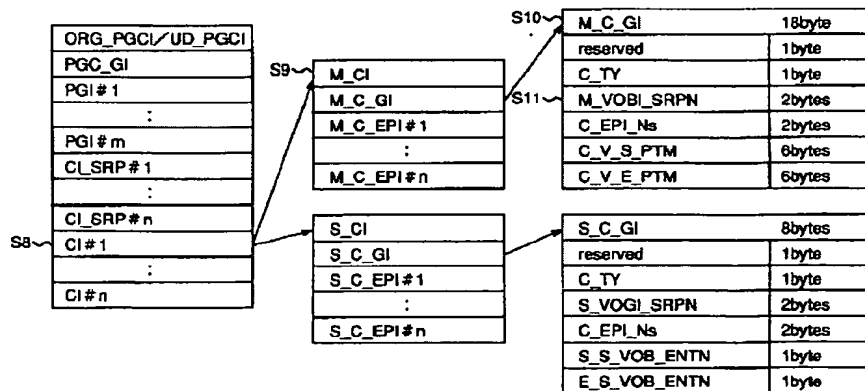 ORG_PGCI/UD_PGCI
PGC_GI
PGI#1
:
PGI#m
CI_SRP#1
:
CI_SRP#n
S8 CI#1
:
CI#n
S9 M_CI
M_C_GI
M_C_EPI#1
:
M_C_EPI#n
S_CI
S_C_GI
S_C_EPI#1
:
S_C_EPI#n
S10 M_C_GI 18byte
reserved 1byte
C_TY 1byte
S11 M_VOBI_SRPN 2bytes
C_EPI_Ns 2bytes
C_V_S_PTM 6bytes
C_V_E_PTM 6bytes
S_C_GI 8bytes
reserved 1byte
C_TY 1byte
S_VOGI_SRPN 2bytes
C_EPI_Ns 2bytes
S_S_VOB_ENTN 1byte
E_S_VOB_ENTN 1byte